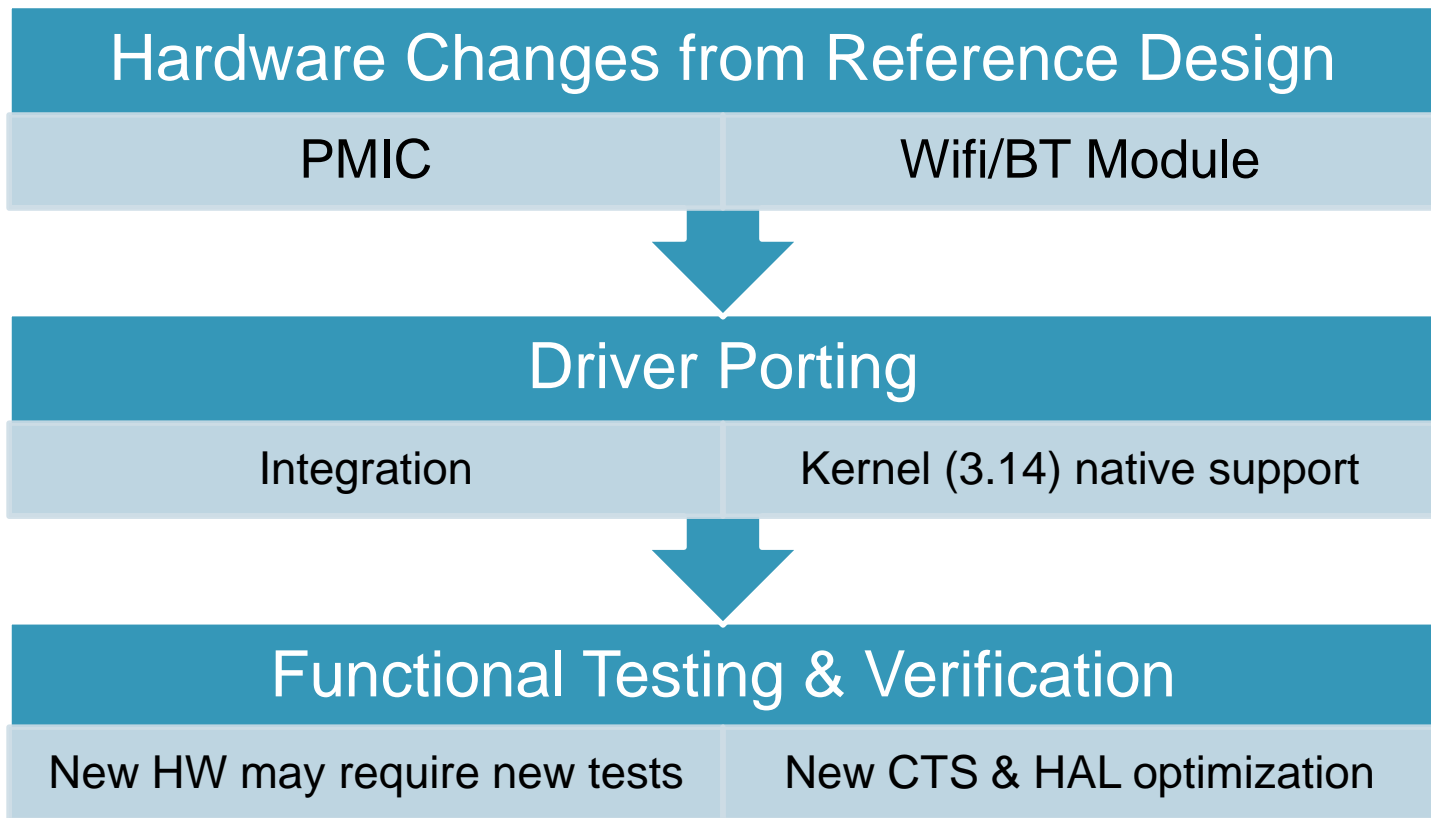 Hardware Changes from Reference Design
PMIC
Wifi/BT Module
Driver Porting
Integration
Kernel (3.14) native support
Functional Testing & Verification
New HW may require new tests
New CTS & HAL optimization